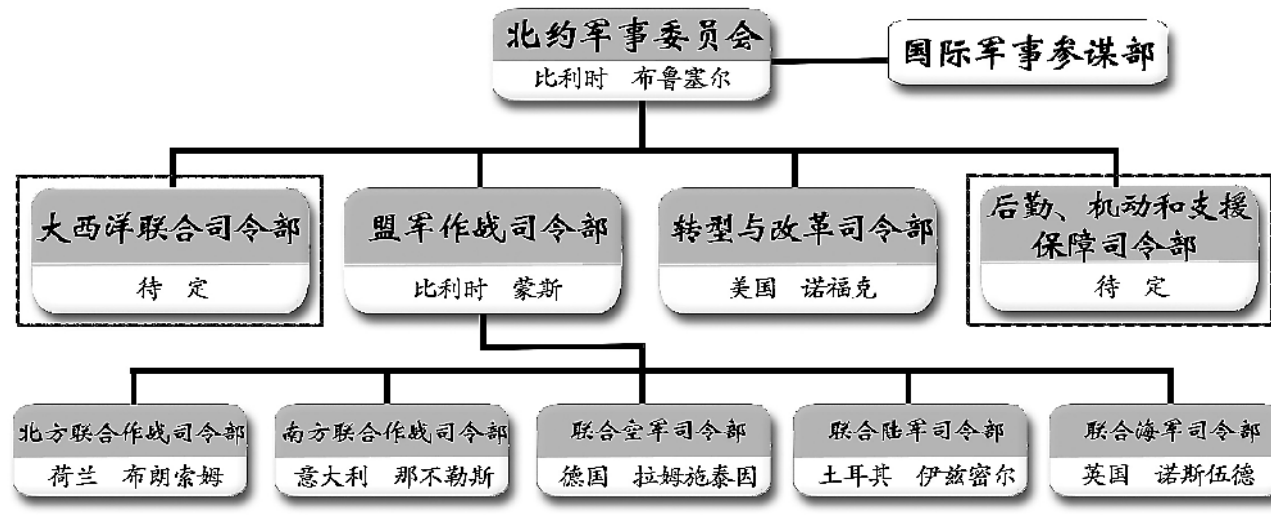 北约军事委员会
比利时 布鲁塞尔
国际军事参谋部
大西洋联合司令部
待 定
盟军作战司令部
比利时 蒙斯
转型与改革司令部
美国 诺福克
后勤、机动和支援
保障司令部
待 定
北方联合作战司令部
荷兰 布朗索姆
南方联合作战司令部
意大利 那不勒斯
联合空军司令部
德国 拉姆施泰因
联合陆军司令部
土耳其 伊兹密尔
联合海军司令部
英国 诺斯伍德